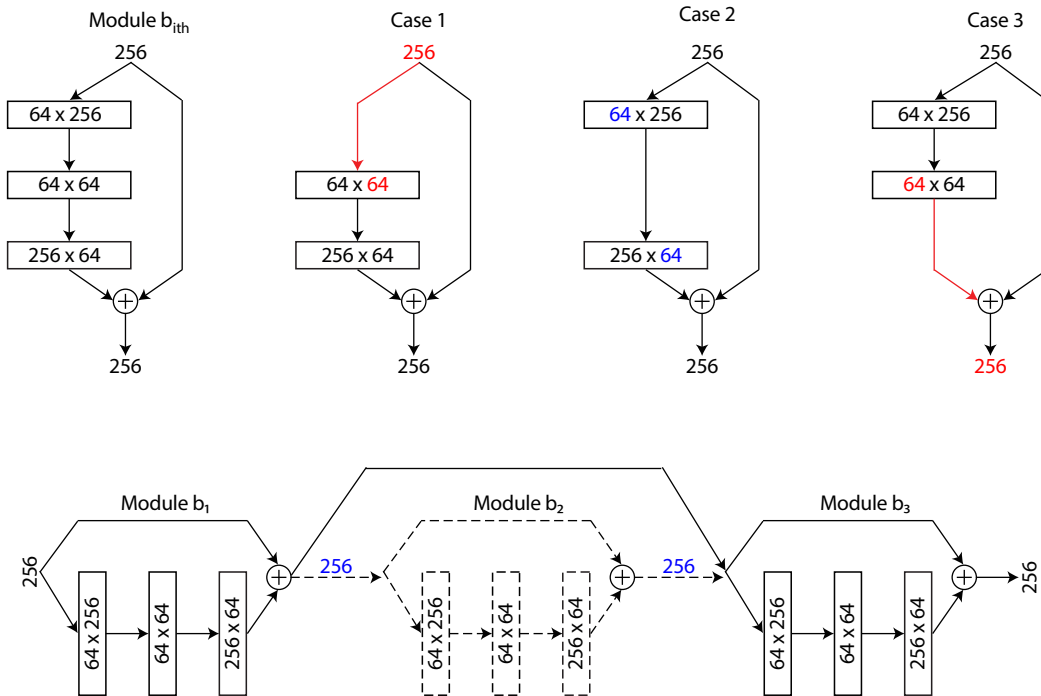 Module b_ith
Case 1
Case 2
Case 3
256
256
256
256
64 x 256
64 x 256
64 x 256
64 x 64
64 x 64
64 x 64
256 x 64
256 x 64
256 x 64
+
+
+
+
256
256
256
256
Module b₁
Module b₂
Module b₃
256
+
256
+
256
+
256
64 x 256
64 x 64
256 x 64
64 x 256
64 x 64
256 x 64
64 x 256
64 x 64
256 x 64